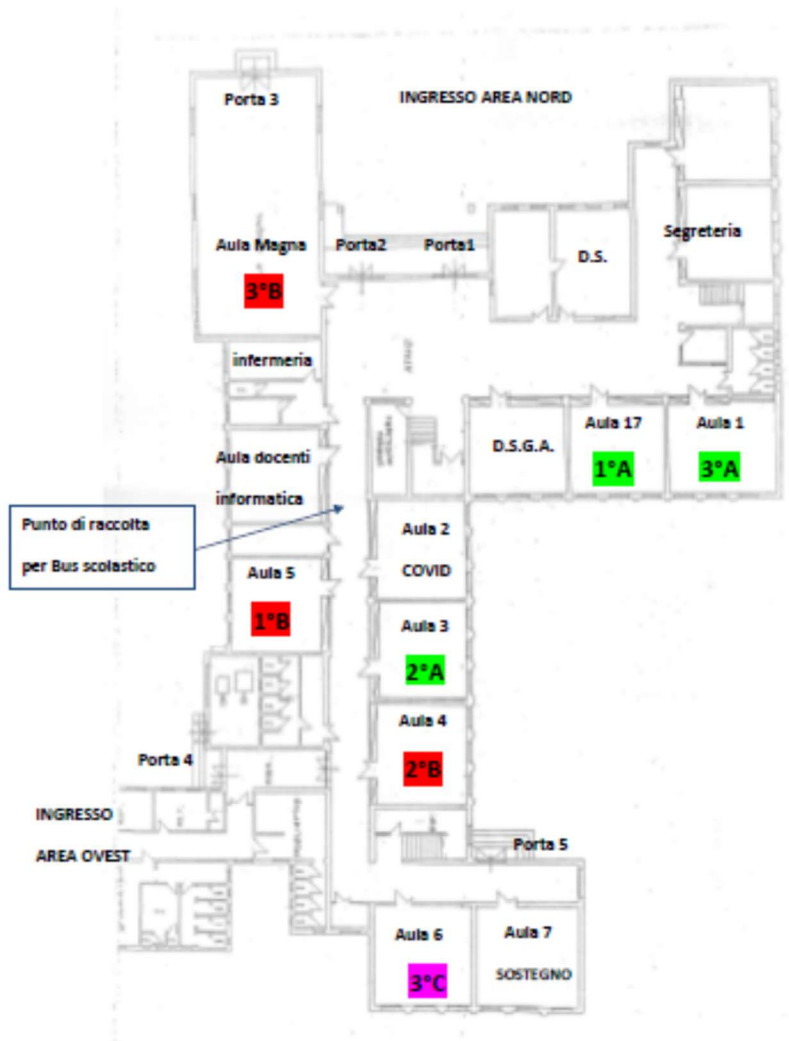 Porta 3
INGRESSO AREA NORD
Aula Magna
3°B
Porta2
Porta1
D.S.
Segreteria
ATRIO
infermeria
Aula docenti
informatica
D.S.G.A.
Aula 17
1°A
Aula 1
3°A
Punto di raccolta
per Bus scolastico
Aula 2
COVID
Aula 5
1°B
Aula 3
2°A
Aula 4
2°B
Porta 4
INGRESSO
AREA OVEST
Porta 5
Aula 6
3°C
Aula 7
SOSTEGNO